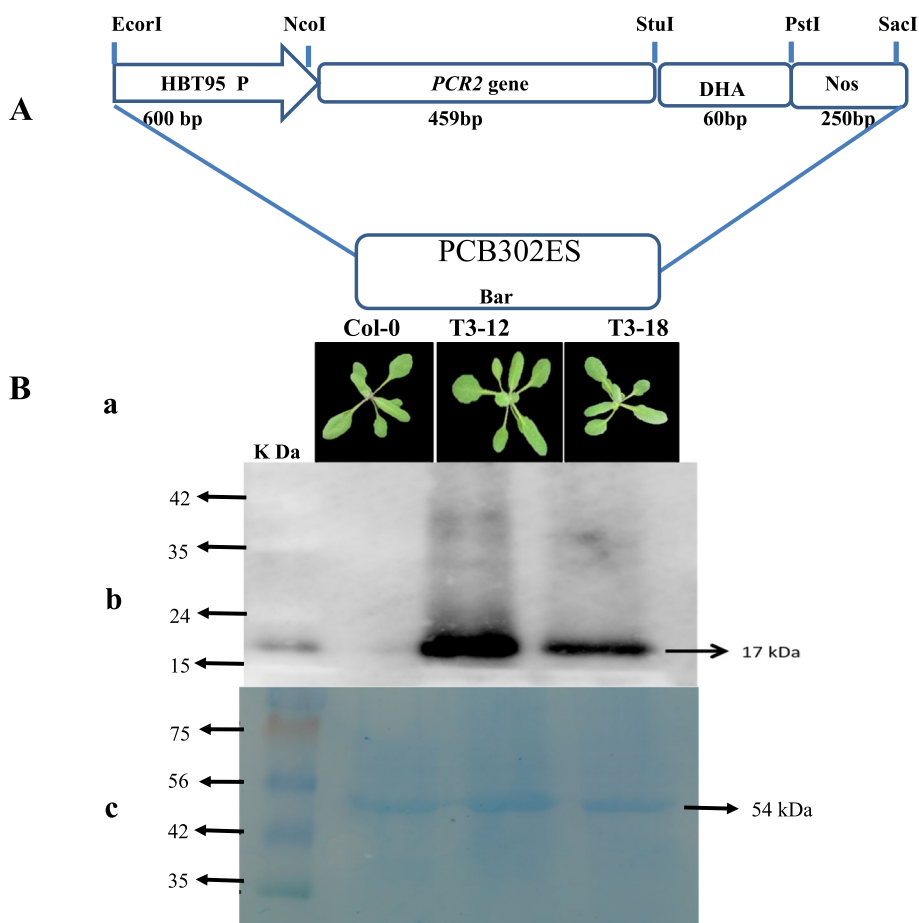 EcorI NcoI StuI PstI SacI
A
HBT95 P PCR2 gene DHA Nos
600 bp 459bp 60bp 250bp
PCB302ES
Bar
Col-0 T3-12 T3-18
B
a
K Da
42
35
b
24
15
17 kDa
75
56
c
42
35
54 kDa